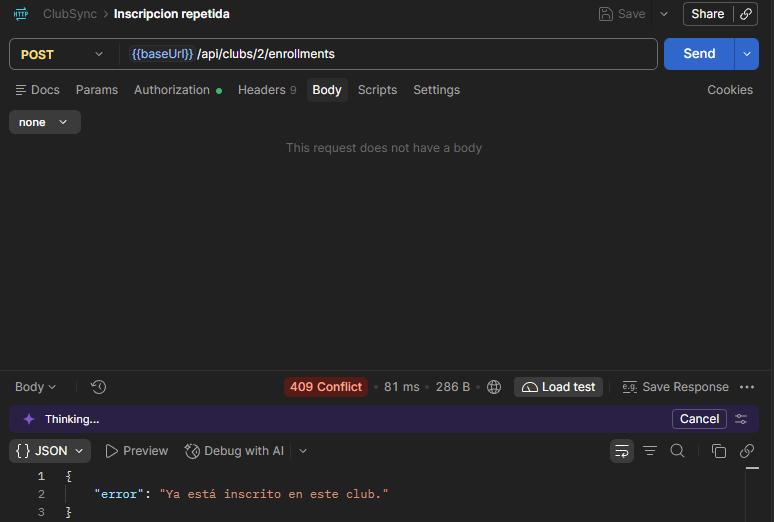 HTTP ClubSync > Inscripcion repetida Save Share
POST {{baseUrl}} /api/clubs/2/enrollments Send
Docs Params Authorization Headers 9 Body Scripts Settings Cookies
none
This request does not have a body
Body 409 Conflict • 81 ms • 286 B • Load test e.g. Save Response
Thinking... Cancel
{ } JSON Preview Debug with AI
1 {
2 "error": "Ya está inscrito en este club."
3 }